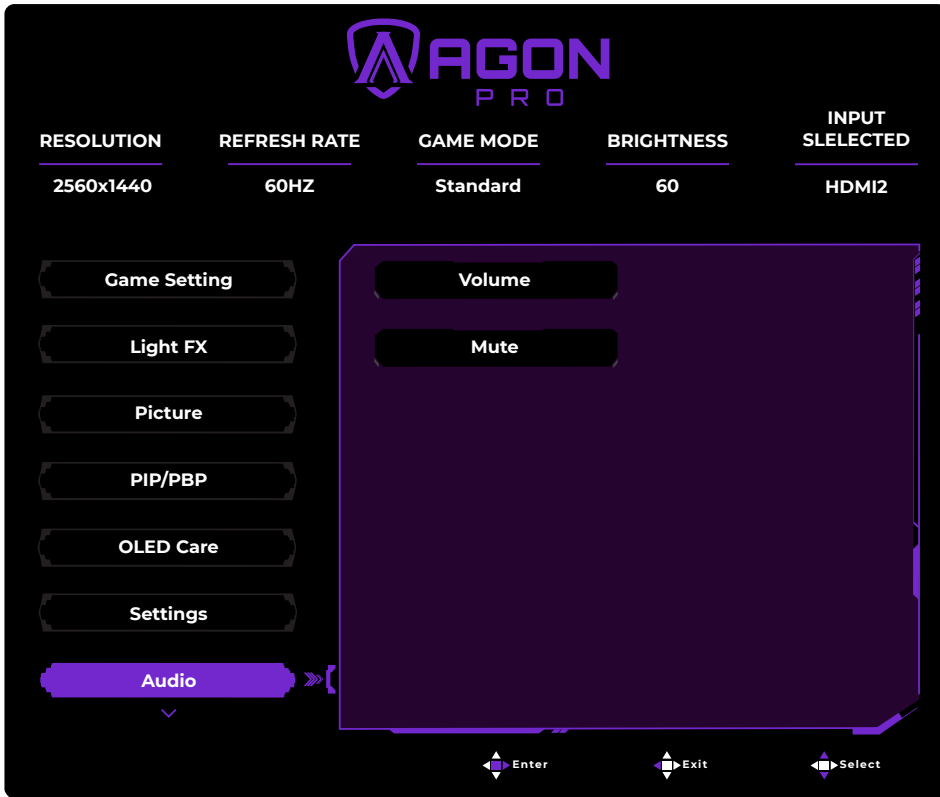 AGON
PRO
RESOLUTION
REFRESH RATE
GAME MODE
BRIGHTNESS
INPUT
SLELECTED
2560x1440
60HZ
Standard
60
HDMI2
Game Setting
Light FX
Picture
PIP/PBP
OLED Care
Settings
Audio
Volume
Mute
Enter
Exit
Select